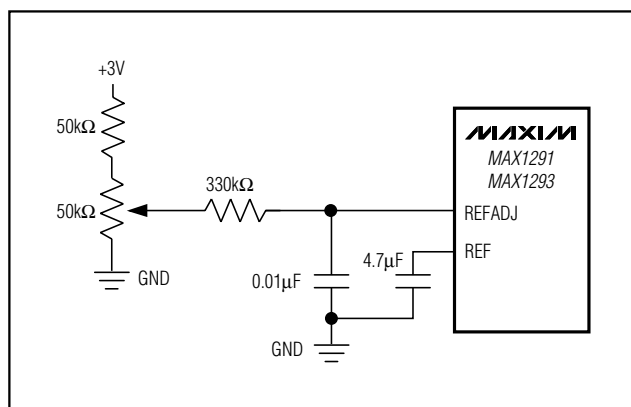 +3V
50kΩ
50kΩ
330kΩ
GND
0.01μF
4.7μF
GND
MAXIM
MAX1291
MAX1293
REFADJ
REF